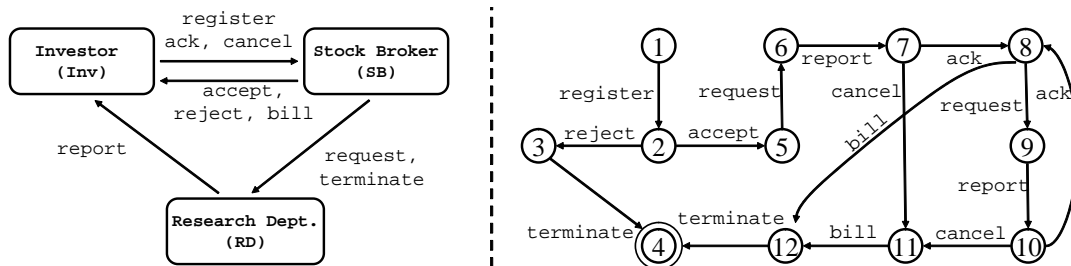 register
ack, cancel
Investor
(Inv)
Stock Broker
(SB)
accept,
reject, bill
report
request,
terminate
Research Dept.
(RD)
1
6
report
7
ack
8
register
request
cancel
request
ack
bill
3
reject
2
accept
5
9
report
terminate
terminate
4
12
bill
11
cancel
10